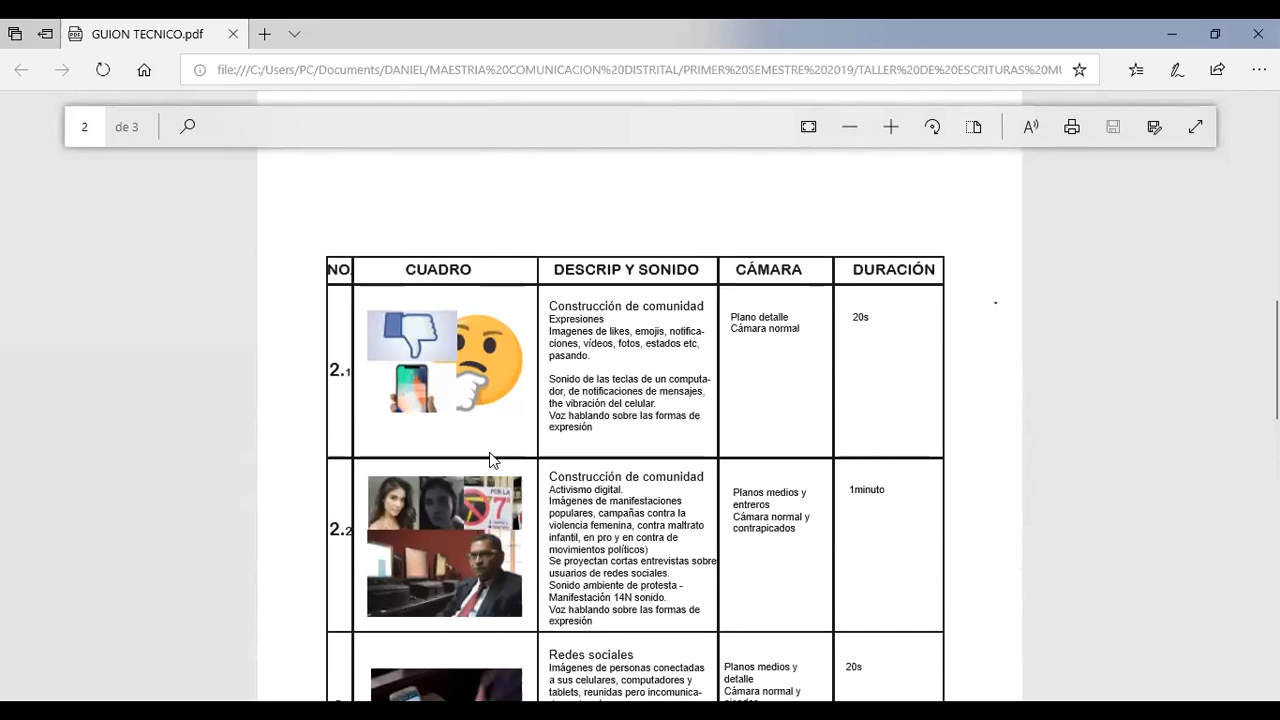 GUION TECNICO.pdf
file:///C:/Users/PC/Documents/DANIEL/MAESTRIA%20COMUNICACION%20DISTRITAL/PRIMER%20SEMESTRE%202019/TALLER%20DE%20ESCRITURAS%20MU
2 de 3
NO. CUADRO DESCRIP Y SONIDO CÁMARA DURACIÓN
2.1
Construcción de comunidad
Expresiones
Imagenes de likes, emojis, notifica-
ciones, vídeos, fotos, estados etc,
pasando.
Sonido de las teclas de un computa-
dor, de notificaciones de mensajes,
the vibración del celular.
Voz hablando sobre las formas de
expresión
Plano detalle
Cámara normal
20s
2.2
POR LA
7
Construcción de comunidad
Activismo digital.
Imágenes de manifestaciones
populares, campañas contra la
violencia femenina, contra maltrato
infantil, en pro y en contra de
movimientos políticos)
Se proyectan cortas entrevistas sobre
usuarios de redes sociales.
Sonido ambiente de protesta -
Manifestación 14N sonido.
Voz hablando sobre las formas de
expresión
Planos medios y
entreros
Cámara normal y
contrapicados
1minuto
Redes sociales
Imágenes de personas conectadas
a sus celulares, computadores y
tablets, reunidas pero incomunica-
Planos medios y
detalle
Cámara normal y
20s